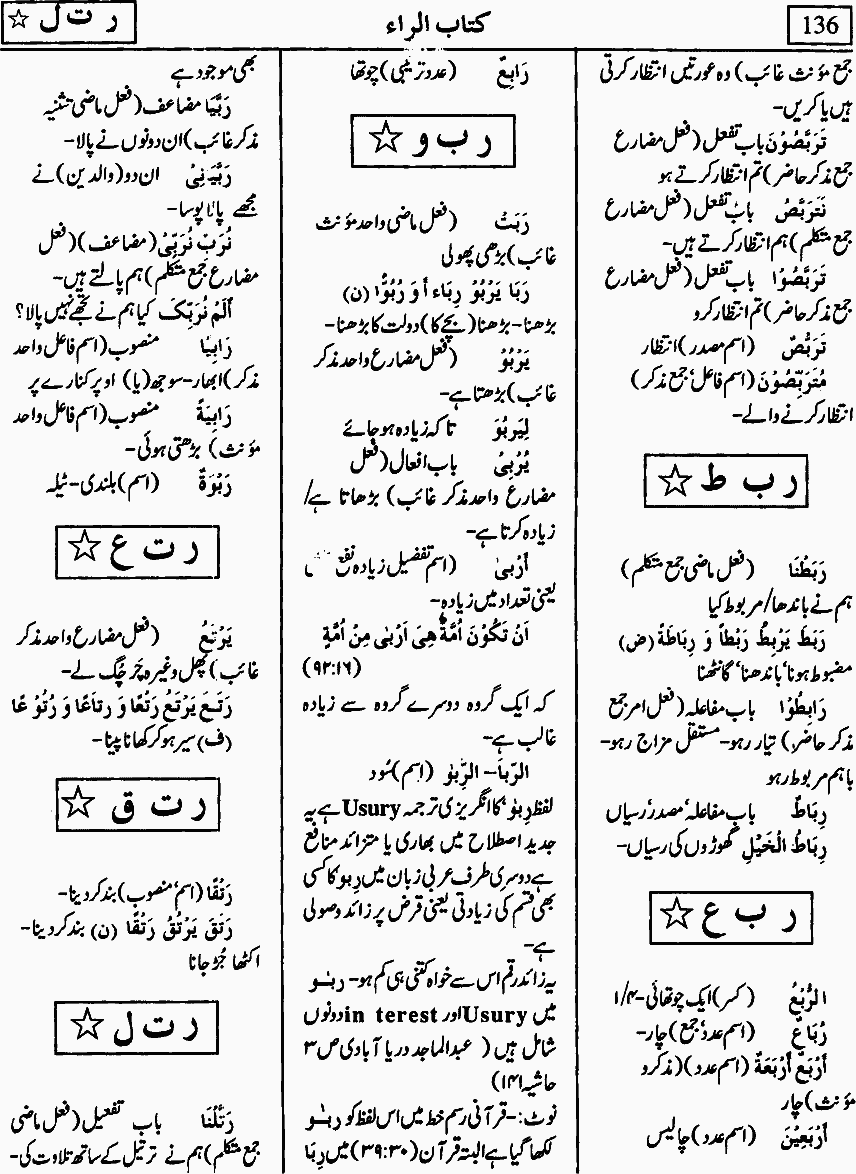 136
کتاب الراء
ر ت ل ☆
جمع مؤنث غائب) وہ عورتیں انتظار کرتی
ہیں یا کریں-
تَرَبَّصُوْنَ باب تفعل (فعل مضارع
جمع مذکر حاضر) تم انتظار کرتے ہو
نَتَرَبَّصُ باب تفعل (فعل مضارع
جمع متکلم) ہم انتظار کرتے ہیں-
تَرَبَّصُوْا باب تفعل (فعل مضارع
جمع مذکر حاضر) تم انتظار کرو
تَرَبُّصُ (اسم مصدر) انتظار
مُتَرَبِّصُوْنَ (اسم فاعل' جمع مذکر)
انتظار کرنے والے-
ر ب ط ☆
رَبَطْنَا (فعل ماضی جمع متکلم)
ہم نے باندھا/ مربوط کیا
رَبَطَ يَرْبِطُ رَبْطاً وَ رِبَاطَةً (ض)
مضبوط ہونا' باندھنا' گانٹھنا
رَابِطُوْا باب مفاعلہ (فعل امر جمع
مذکر حاضر) تیار رہو- مستقل مزاج رہو-
باہم مربوط رہو
رِبَاطُ باب مفاعلہ' مصدر' رسیاں
رِبَاطُ الْخَيْلِ گھوڑوں کی رسیاں-
ر ب ع ☆
الرُّبُعُ (کسر) ایک چوتھائی- ۱/۴
رُبَاعٌ (اسم عدد' جمع) چار-
أَرْبَعٌ أَرْبَعَةٌ (اسم عدد) (مذکر و
مؤنث) چار
أَرْبَعِيْنَ (اسم عدد) چالیس
رَابِعٌ (عدد ترتیبی) چوتھا
ر ب و ☆
رَبَتْ (فعل ماضی واحد مؤنث
غائب) بڑھی پھولی
رَبَا يَرْبُوْ رِبَاء أ وَ رُبُوًّا (ن)
بڑھنا- بڑھنا (بچے کا) دولت کا بڑھنا-
يَرْبُوْ (فعل مضارع واحد مذکر
غائب) بڑھتا ہے-
لِيَرْبُوَ تا کہ زیادہ ہو جائے
يُرْبِيْ باب افعال (فعل
مضارع واحد مذکر غائب) بڑھاتا ہے/
زیادہ کرتا ہے-
أَرْبىٰ (اسم تفضیل زیادہ نفع
یعنی تعداد میں زیادہ-
اَنْ تَكُوْنَ اُمَّةٌ هِىَ اَرْبٰى مِنْ اُمَّةٍ
(۹۲:۱۶)
کہ ایک گروہ دوسرے گروہ سے زیادہ
غالب ہے-
الرِّبَا- الرِّبٰو (اسم) سُود
لفظ رِبٰو' کا انگریزی ترجمہ Usury ہے یہ
جدید اصطلاح میں بھاری یا متزائد منافع
ہے دوسری طرف عربی زبان میں رِبو کا کسی
بھی قسم کی زیادتی یعنی قرض پر زائد وصولی
ہے-
یہ زائد رقم اس سے خواہ کتنی ہی کم ہو- ربٰو
میں Usury اور in terest دونوں
شامل ہیں ( عبدالماجد دریا آبادی ص ۳
حاشیہ ۱۴۱)
نوٹ:- قرآنی رسم خط میں اس لفظ کو ربٰو
لکھا گیا ہے البتہ قرآن (۳۹:۳۰) میں رِبَا
بھی موجود ہے
رَبَّيَا مضاعف (فعل ماضی تثنیہ
مذکر غائب) ان دونوں نے پالا-
رَبَّيٰنِيْ ان دو (والدین) نے
مجھے پالا پوسا-
نُرَبِّ نُرَبِّيْ (مضاعف) (فعل
مضارع جمع متکلم) ہم پالتے ہیں-
اَلَمْ نُرَبِّكَ کیا ہم نے تجھے نہیں پالا؟
رَابِيًا منصوب (اسم فاعل واحد
مذکر) ابھار- سوجھ (یا) اوپر کنارے پر
رَابِيَةً منصوب (اسم فاعل واحد
مؤنث) بڑھتی ہوئی-
رَبْوَةٌ (اسم) بلندی- ٹیلہ
ر ت ع ☆
يَرْتَعُ (فعل مضارع واحد مذکر
غائب) پھل وغیرہ چَر چُگ لے-
رَتَعَ يَرْتَعُ رَتْعًا وَ رِتَاعًا وَ رُتُوْ عًا
(ف) سیر ہو کر کھانا پینا-
ر ت ق ☆
رَتْقًا (اسم' منصوب) بند کر دینا-
رَتَقَ يَرْتُقُ رَتْقًا (ن) بند کر دینا-
اکٹھا جُڑ جانا
ر ت ل ☆
رَتَّلْنَا باب تفعیل (فعل ماضی
جمع متکلم) ہم نے ترتیل کے ساتھ تلاوت کی-